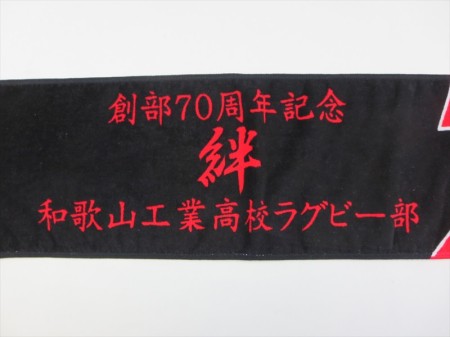 創部70周年記念
絆
和歌山工業高校ラグビー部